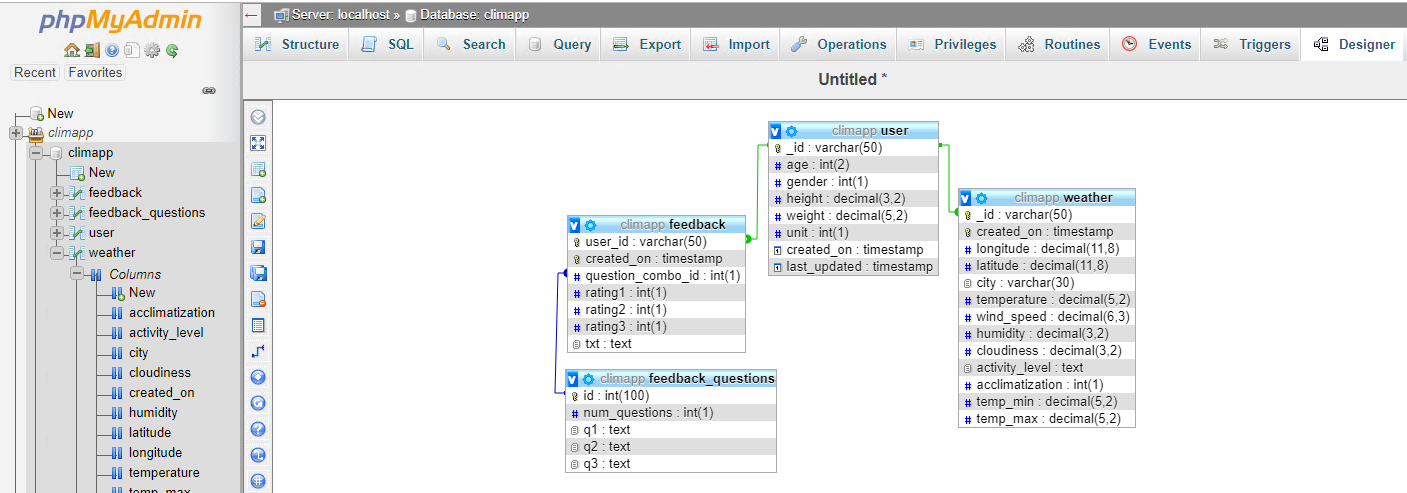 phpMyAdmin
Recent Favorites
New
climapp
climapp
New
feedback
feedback_questions
user
weather
Columns
New
acclimatization
activity_level
city
cloudiness
created_on
humidity
latitude
longitude
temperature
temp_max
Server: localhost » Database: climapp
Structure SQL Search Query Export Import Operations Privileges Routines Events Triggers Designer
Untitled *
climapp user
_id : varchar(50)
age : int(2)
gender : int(1)
height : decimal(3,2)
weight : decimal(5,2)
unit : int(1)
created_on : timestamp
last_updated : timestamp
climapp weather
_id : varchar(50)
created_on : timestamp
longitude : decimal(11,8)
latitude : decimal(11,8)
city : varchar(30)
temperature : decimal(5,2)
wind_speed : decimal(6,3)
humidity : decimal(3,2)
cloudiness : decimal(3,2)
activity_level : text
acclimatization : int(1)
temp_min : decimal(5,2)
temp_max : decimal(5,2)
climapp feedback
user_id : varchar(50)
created_on : timestamp
question_combo_id : int(1)
rating1 : int(1)
rating2 : int(1)
rating3 : int(1)
txt : text
climapp feedback_questions
id : int(100)
num_questions : int(1)
q1 : text
q2 : text
q3 : text